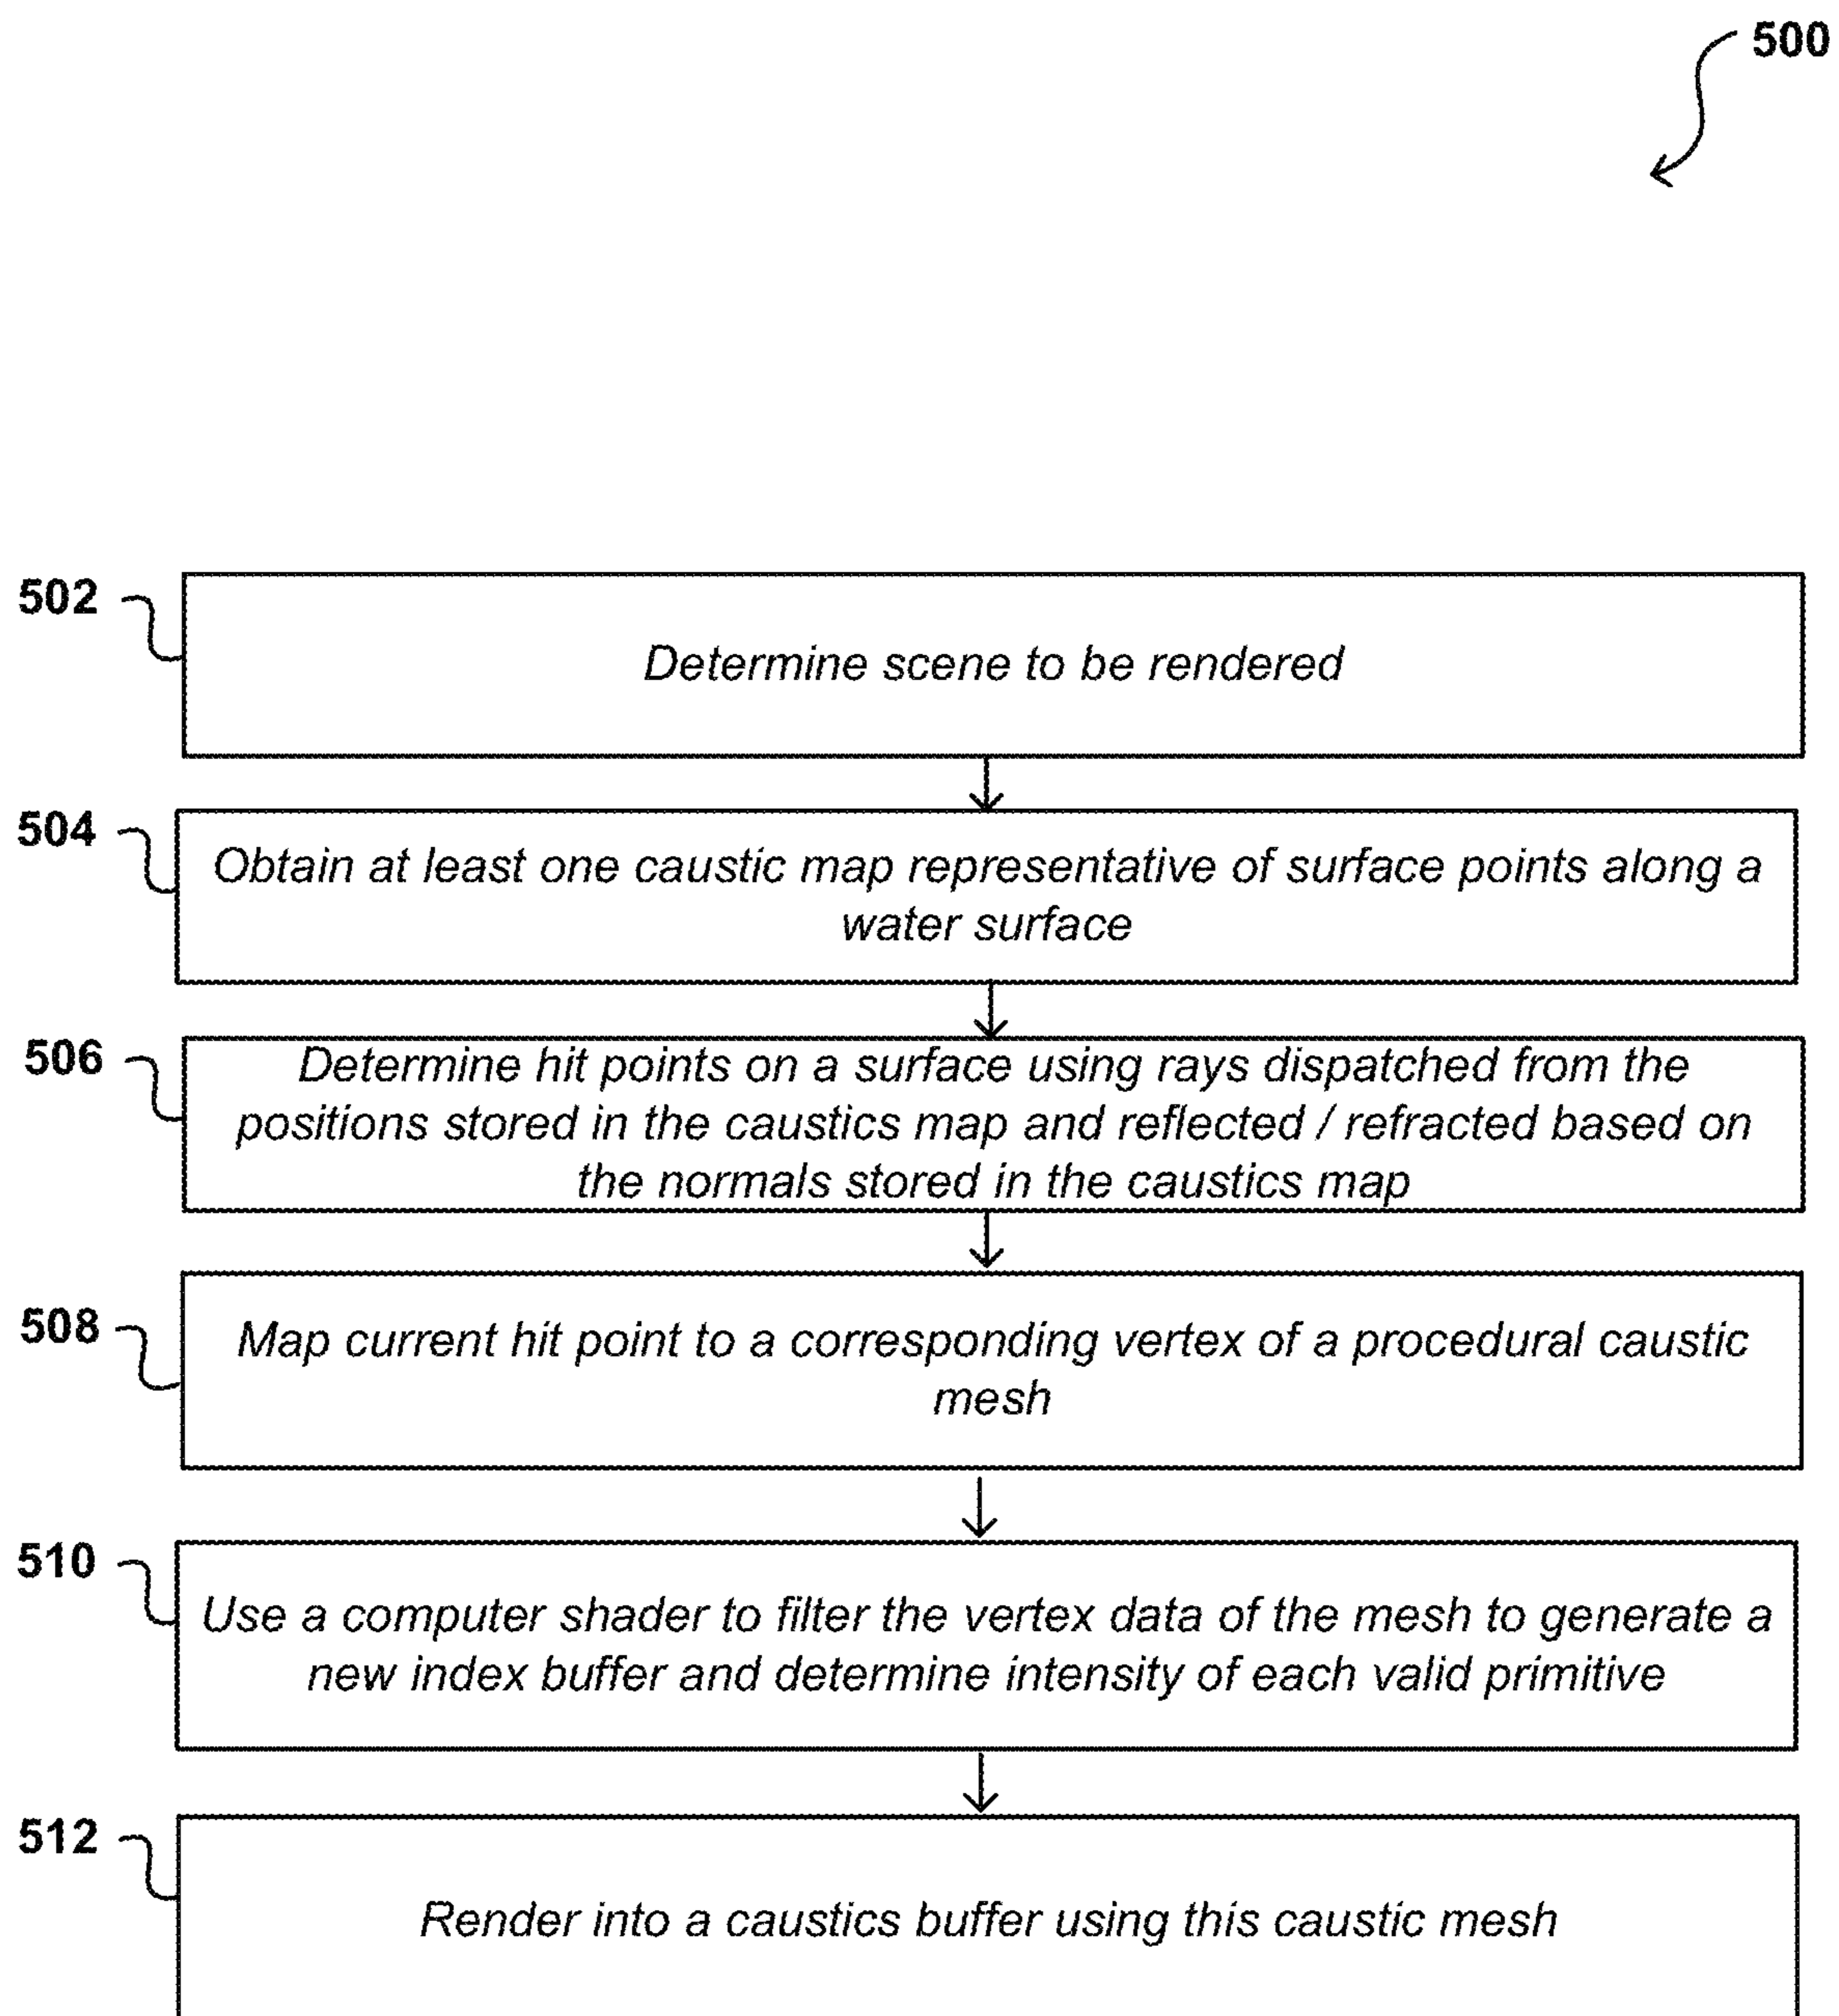 500
502
Determine scene to be rendered
504
Obtain at least one caustic map representative of surface points along a
water surface
506
Determine hit points on a surface using rays dispatched from the
positions stored in the caustics map and reflected / refracted based on
the normals stored in the caustics map
508
Map current hit point to a corresponding vertex of a procedural caustic
mesh
510
Use a computer shader to filter the vertex data of the mesh to generate a
new index buffer and determine intensity of each valid primitive
512
Render into a caustics buffer using this caustic mesh